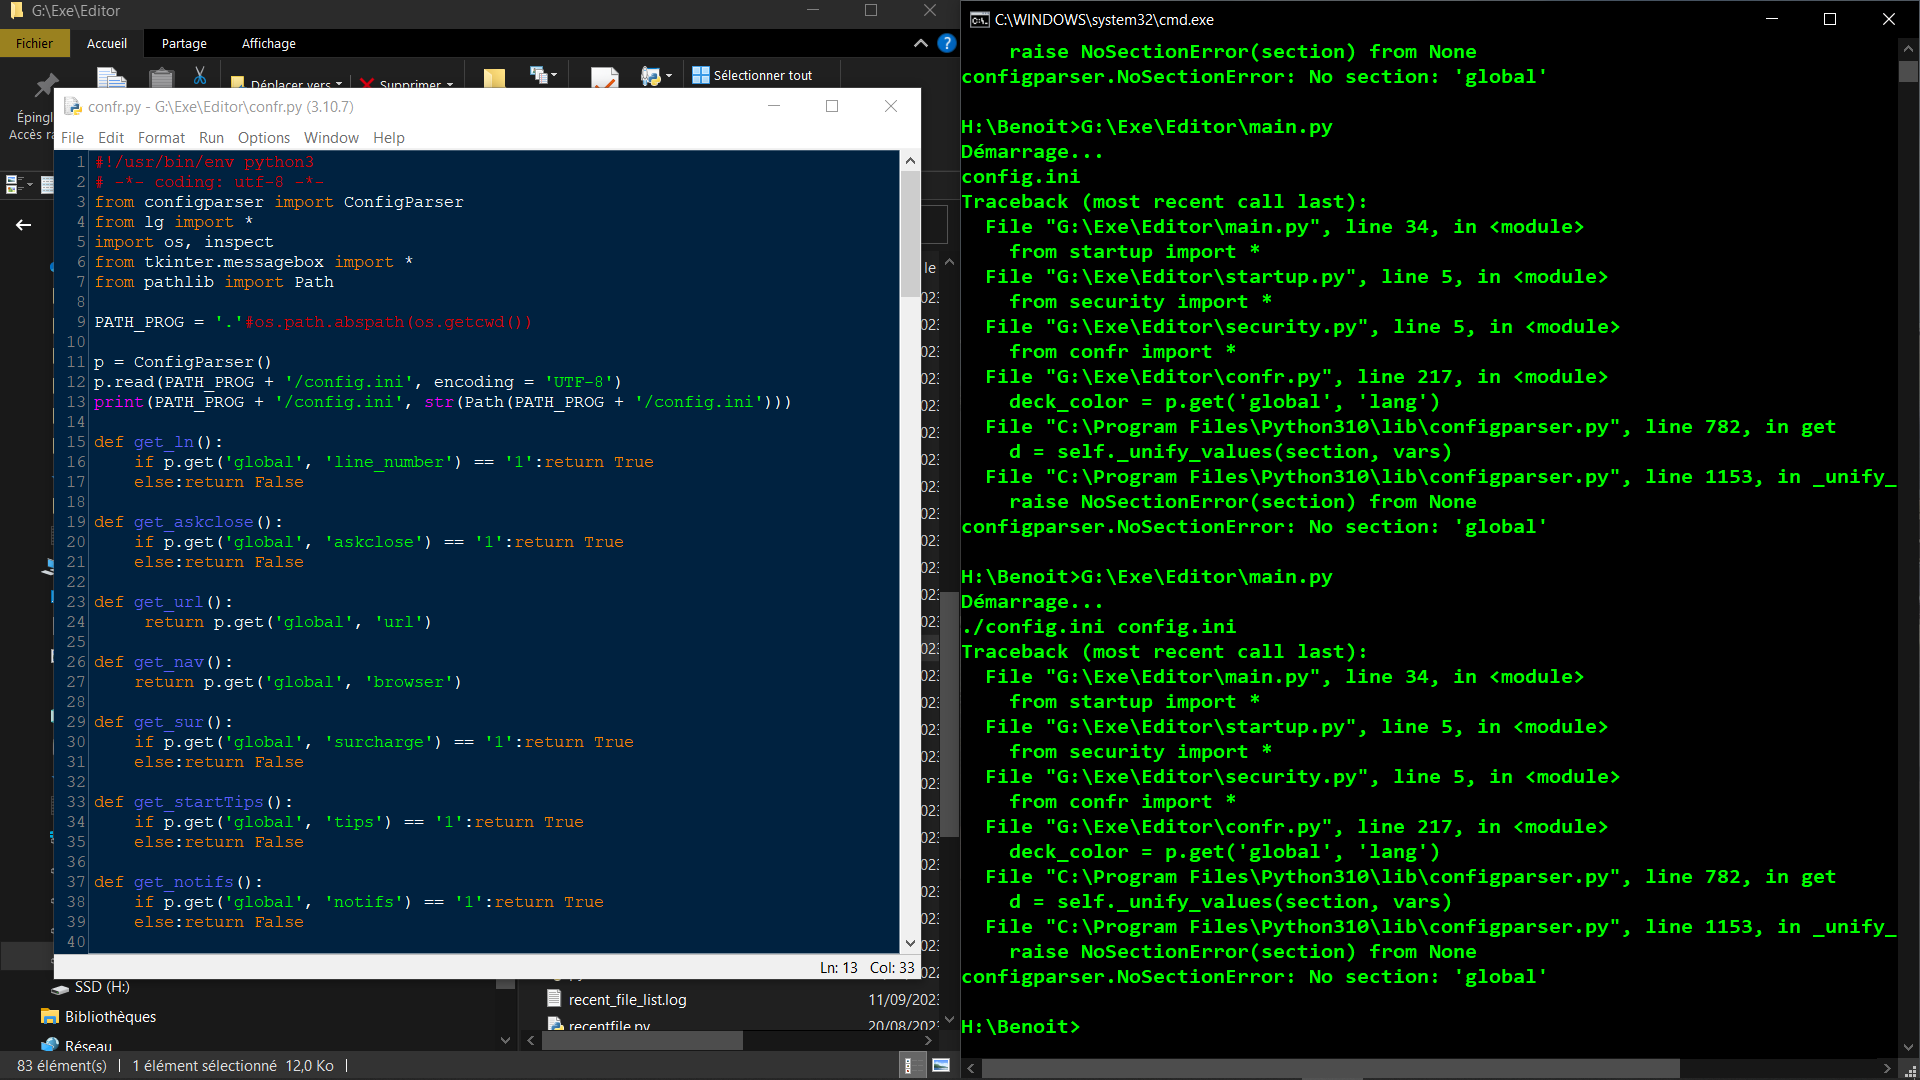 G:\Exe\Editor
Fichier
Accueil
Partage
Affichage
Déplacer vers
Supprimer
Sélectionner tout
Épingl
Accès ra
confr.py - G:\Exe\Editor\confr.py (3.10.7)
File Edit Format Run Options Window Help
1 #!/usr/bin/env python3
2 # -*- coding: utf-8 -*-
3 from configparser import ConfigParser
4 from lg import *
5 import os, inspect
6 from tkinter.messagebox import *
7 from pathlib import Path
8
9 PATH_PROG = '.'#os.path.abspath(os.getcwd())
10
11 p = ConfigParser()
12 p.read(PATH_PROG + '/config.ini', encoding = 'UTF-8')
13 print(PATH_PROG + '/config.ini', str(Path(PATH_PROG + '/config.ini')))
14
15 def get_ln():
16     if p.get('global', 'line_number') == '1':return True
17     else:return False
18
19 def get_askclose():
20     if p.get('global', 'askclose') == '1':return True
21     else:return False
22
23 def get_url():
24      return p.get('global', 'url')
25
26 def get_nav():
27     return p.get('global', 'browser')
28
29 def get_sur():
30     if p.get('global', 'surcharge') == '1':return True
31     else:return False
32
33 def get_startTips():
34     if p.get('global', 'tips') == '1':return True
35     else:return False
36
37 def get_notifs():
38     if p.get('global', 'notifs') == '1':return True
39     else:return False
40
Ln: 13 Col: 33
le
SSD (H:)
Bibliothèques
Réseau
recent_file_list.log
11/09/2023
recentfile.py
20/08/2023
83 élément(s)
1 élément sélectionné 12,0 Ko
C:\WINDOWS\system32\cmd.exe
    raise NoSectionError(section) from None
configparser.NoSectionError: No section: 'global'
H:\Benoit>G:\Exe\Editor\main.py
Démarrage...
config.ini
Traceback (most recent call last):
  File "G:\Exe\Editor\main.py", line 34, in <module>
    from startup import *
  File "G:\Exe\Editor\startup.py", line 5, in <module>
    from security import *
  File "G:\Exe\Editor\security.py", line 5, in <module>
    from confr import *
  File "G:\Exe\Editor\confr.py", line 217, in <module>
    deck_color = p.get('global', 'lang')
  File "C:\Program Files\Python310\lib\configparser.py", line 782, in get
    d = self._unify_values(section, vars)
  File "C:\Program Files\Python310\lib\configparser.py", line 1153, in _unify_
    raise NoSectionError(section) from None
configparser.NoSectionError: No section: 'global'
H:\Benoit>G:\Exe\Editor\main.py
Démarrage...
./config.ini config.ini
Traceback (most recent call last):
  File "G:\Exe\Editor\main.py", line 34, in <module>
    from startup import *
  File "G:\Exe\Editor\startup.py", line 5, in <module>
    from security import *
  File "G:\Exe\Editor\security.py", line 5, in <module>
    from confr import *
  File "G:\Exe\Editor\confr.py", line 217, in <module>
    deck_color = p.get('global', 'lang')
  File "C:\Program Files\Python310\lib\configparser.py", line 782, in get
    d = self._unify_values(section, vars)
  File "C:\Program Files\Python310\lib\configparser.py", line 1153, in _unify_
    raise NoSectionError(section) from None
configparser.NoSectionError: No section: 'global'
H:\Benoit>